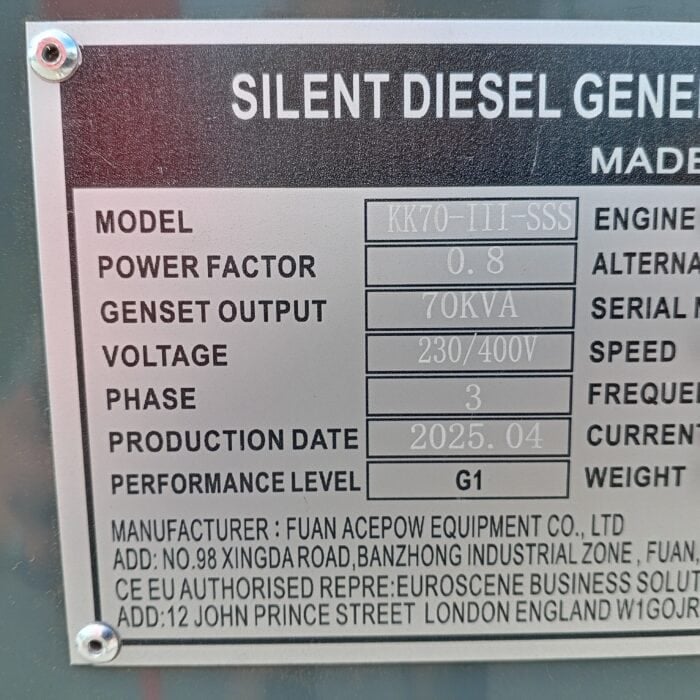 SILENT DIESEL GENE
MADE
MODEL KK70-III-SSS ENGINE
POWER FACTOR 0.8 ALTERNA
GENSET OUTPUT 70KVA SERIAL N
VOLTAGE 230/400V SPEED
PHASE 3 FREQUEN
PRODUCTION DATE 2025.04 CURRENT
PERFORMANCE LEVEL G1 WEIGHT
MANUFACTURER : FUAN ACEPOW EQUIPMENT CO., LTD
ADD: NO.98 XINGDA ROAD,BANZHONG INDUSTRIAL ZONE , FUAN,
CE EU AUTHORISED REPRE:EUROSCENE BUSINESS SOLUT
ADD:12 JOHN PRINCE STREET LONDON ENGLAND W1GOJR